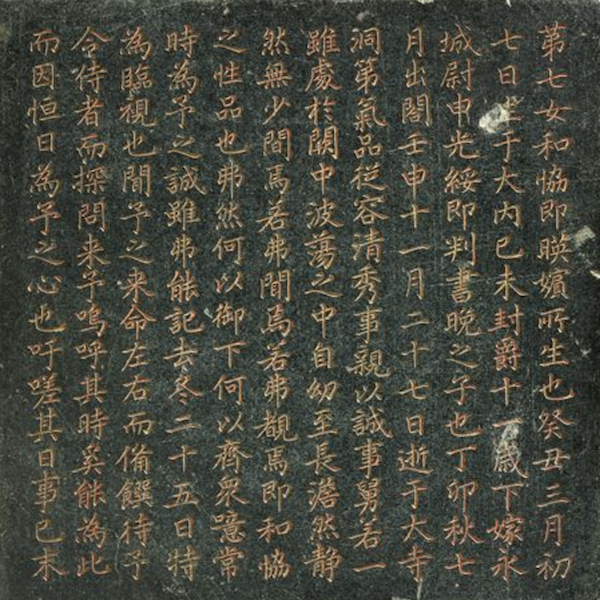 第七女和協即暎嬪所生也癸丑三月初
七日生于大內己未封爵十一歲下嫁永
城尉申光綏即判書晚之子也丁卯秋七
月出閤壬申十一月二十七日逝于大寺
洞第氣品從容清秀事親以誠事舅若一
雖處於闕中波蕩之中自幼至長澹然靜
然無少間焉若弗聞焉若弗覩焉即和協
之性品也弗然何以御下何以齊衆噫常
時為予之誠雖弗能記去冬二十五日特
為臨視也聞予之來命左右而備饌待予
令侍者而探問來予嗚呼其時奚能為此
而因恒日為予之心也吁嗟其日事已末